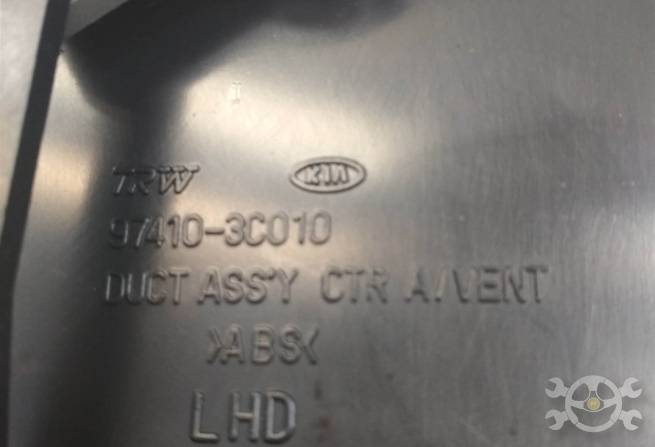 TRW KIA
97410-3C010
DUCT ASS'Y CTR A/VENT
>ABS<
LHD